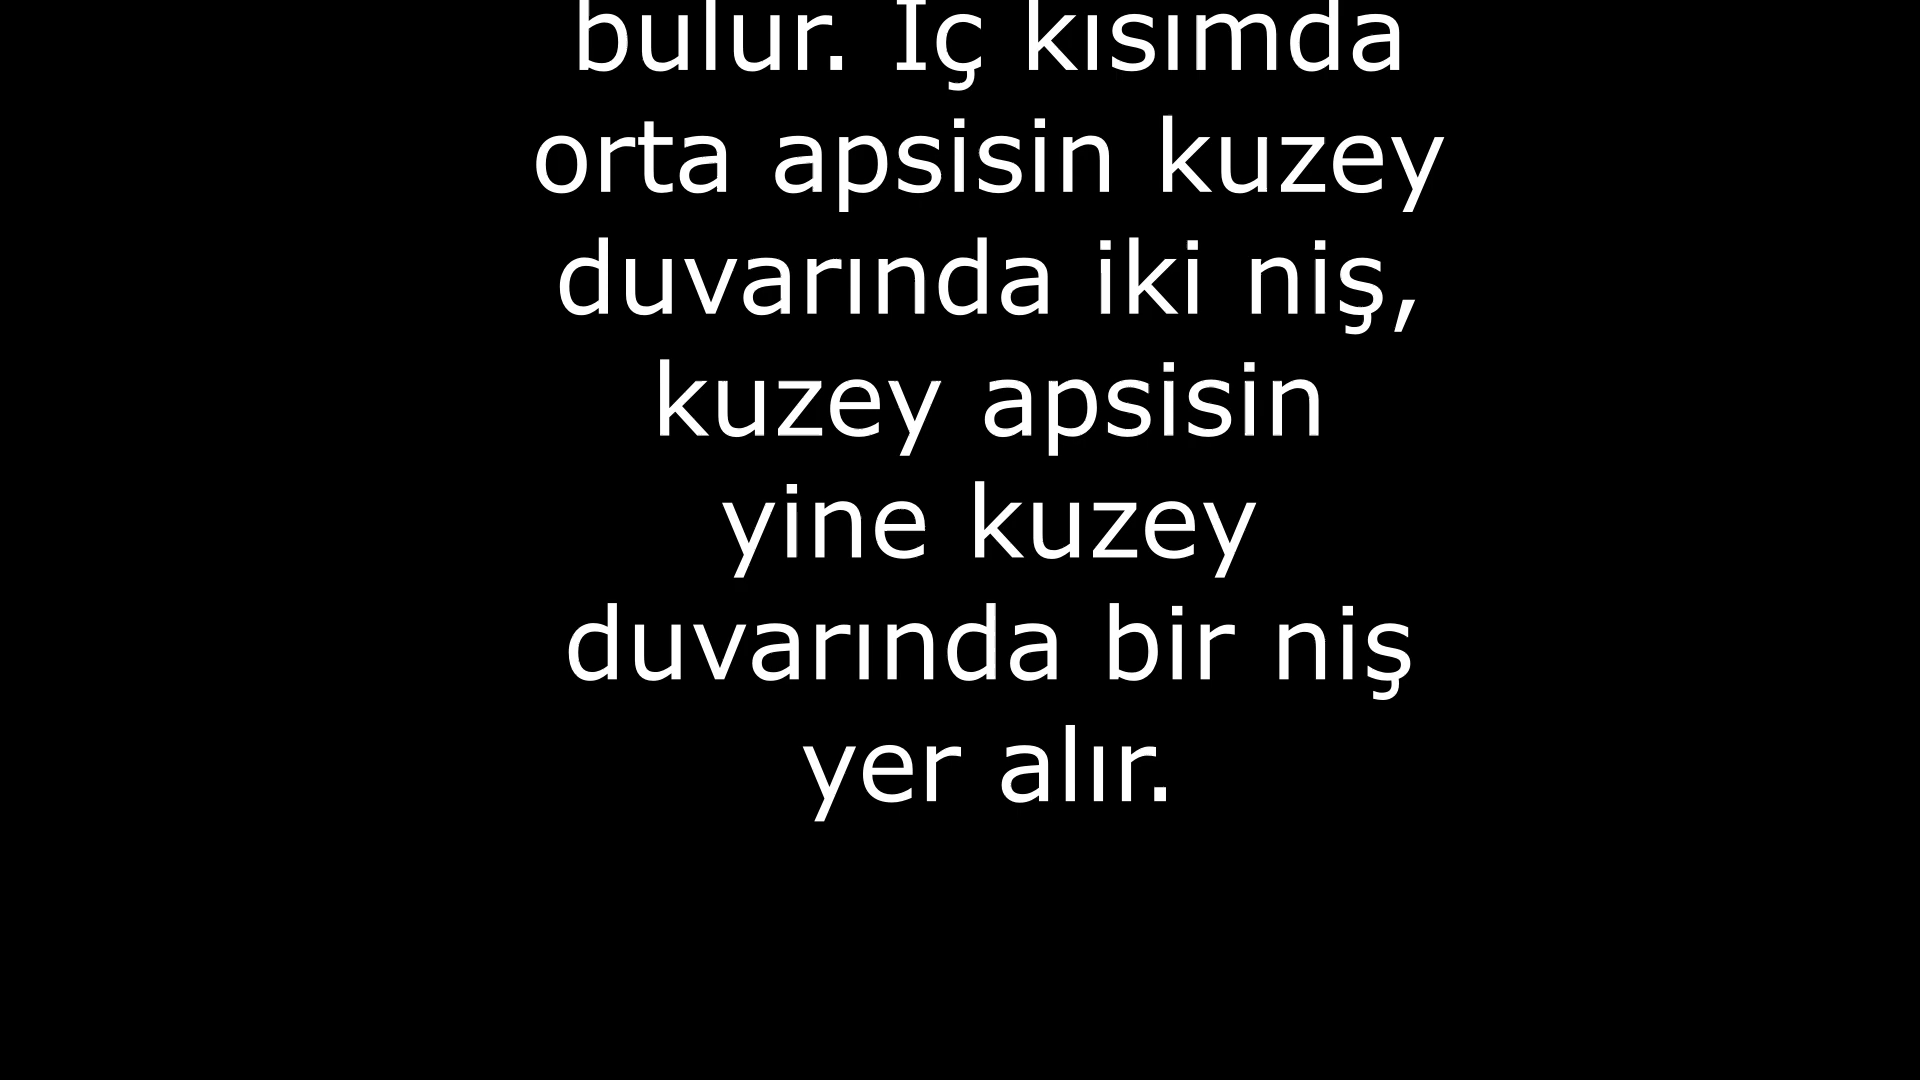 bulur. İç kısımda
orta apsisin kuzey
duvarında iki niş,
kuzey apsisin
yine kuzey
duvarında bir niş
yer alır.